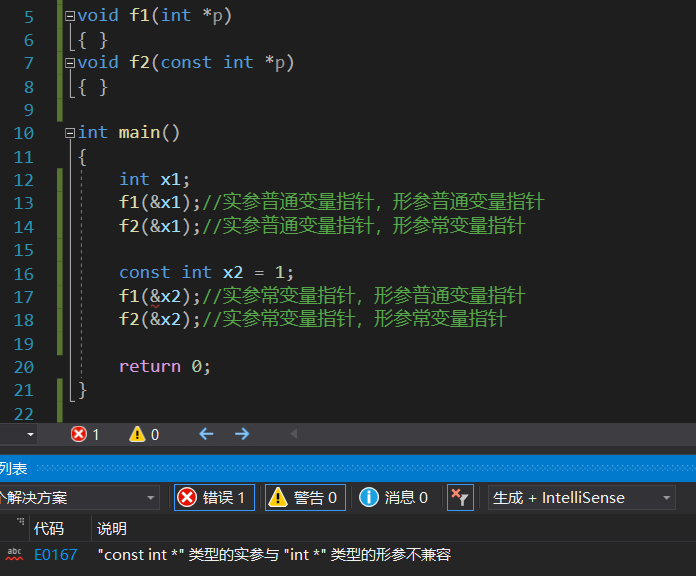 5 void f1(int *p)
6 { }
7 void f2(const int *p)
8 { }
9
10 int main()
11 {
12 int x1;
13 f1(&x1);//实参普通变量指针，形参普通变量指针
14 f2(&x1);//实参普通变量指针，形参常变量指针
15
16 const int x2 = 1;
17 f1(&x2);//实参常变量指针，形参普通变量指针
18 f2(&x2);//实参常变量指针，形参常变量指针
19
20 return 0;
21 }
22
1 0
列表
个解决方案 错误 1 警告 0 消息 0 生成 + IntelliSense
代码 说明
abc E0167 "const int *" 类型的实参与 "int *" 类型的形参不兼容